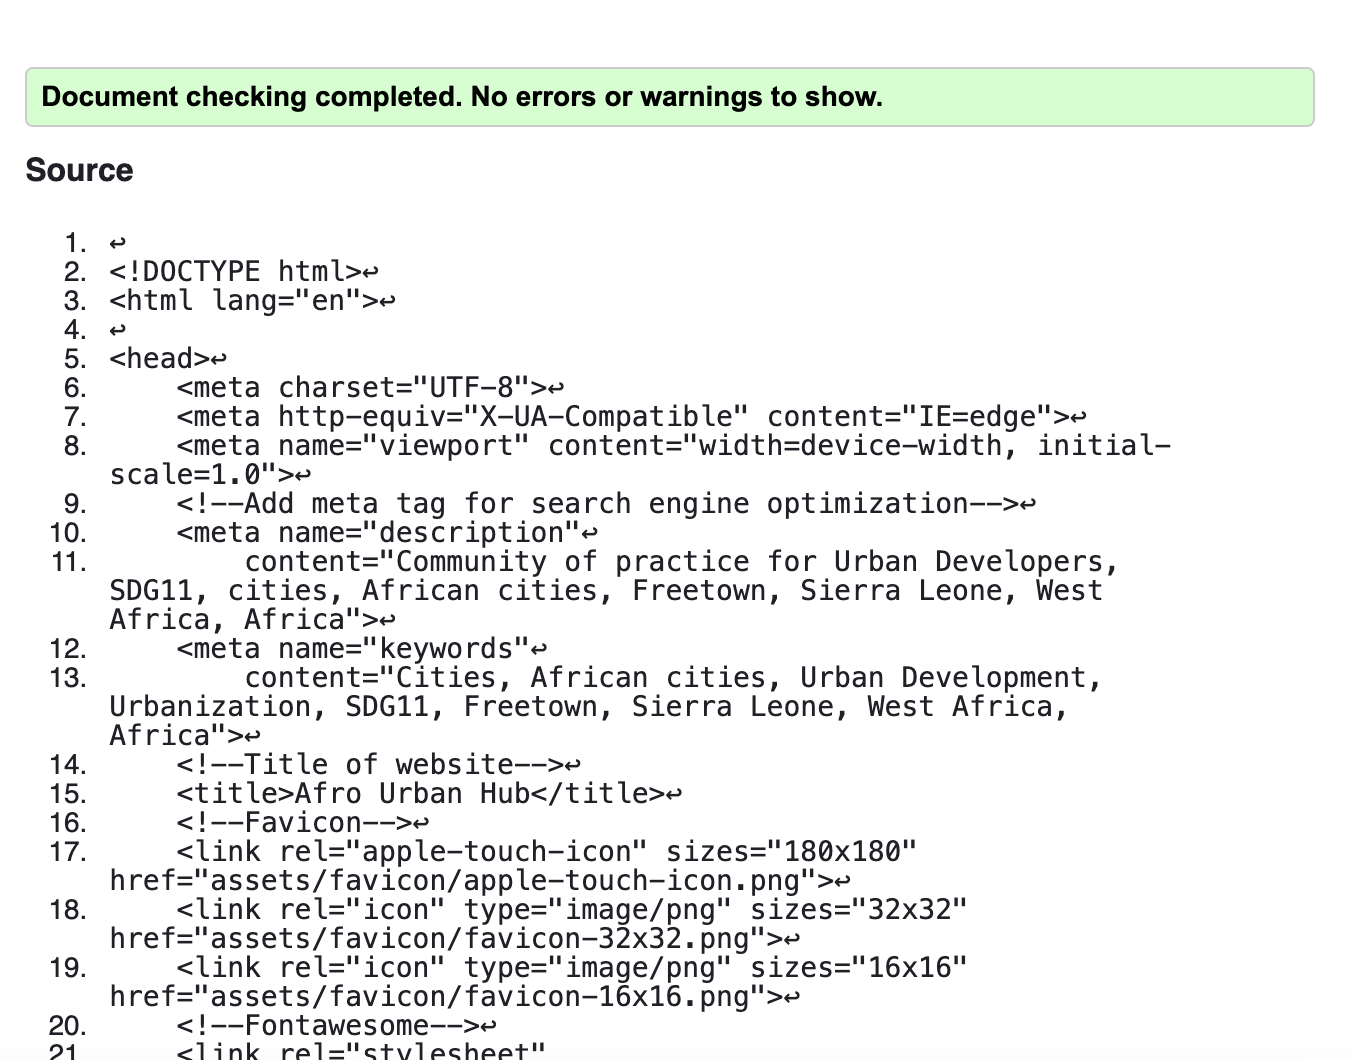 Document checking completed. No errors or warnings to show.
Source
1. ↩
2. <!DOCTYPE html>↩
3. <html lang="en">↩
4. ↩
5. <head>↩
6.     <meta charset="UTF-8">↩
7.     <meta http-equiv="X-UA-Compatible" content="IE=edge">↩
8.     <meta name="viewport" content="width=device-width, initial-
scale=1.0">↩
9.     <!--Add meta tag for search engine optimization-->↩
10.     <meta name="description"↩
11.         content="Community of practice for Urban Developers,
SDG11, cities, African cities, Freetown, Sierra Leone, West
Africa, Africa">↩
12.     <meta name="keywords"↩
13.         content="Cities, African cities, Urban Development,
Urbanization, SDG11, Freetown, Sierra Leone, West Africa,
Africa">↩
14.     <!--Title of website-->↩
15.     <title>Afro Urban Hub</title>↩
16.     <!--Favicon-->↩
17.     <link rel="apple-touch-icon" sizes="180x180"
href="assets/favicon/apple-touch-icon.png">↩
18.     <link rel="icon" type="image/png" sizes="32x32"
href="assets/favicon/favicon-32x32.png">↩
19.     <link rel="icon" type="image/png" sizes="16x16"
href="assets/favicon/favicon-16x16.png">↩
20.     <!--Fontawesome-->↩
21.     <link rel="stylesheet"